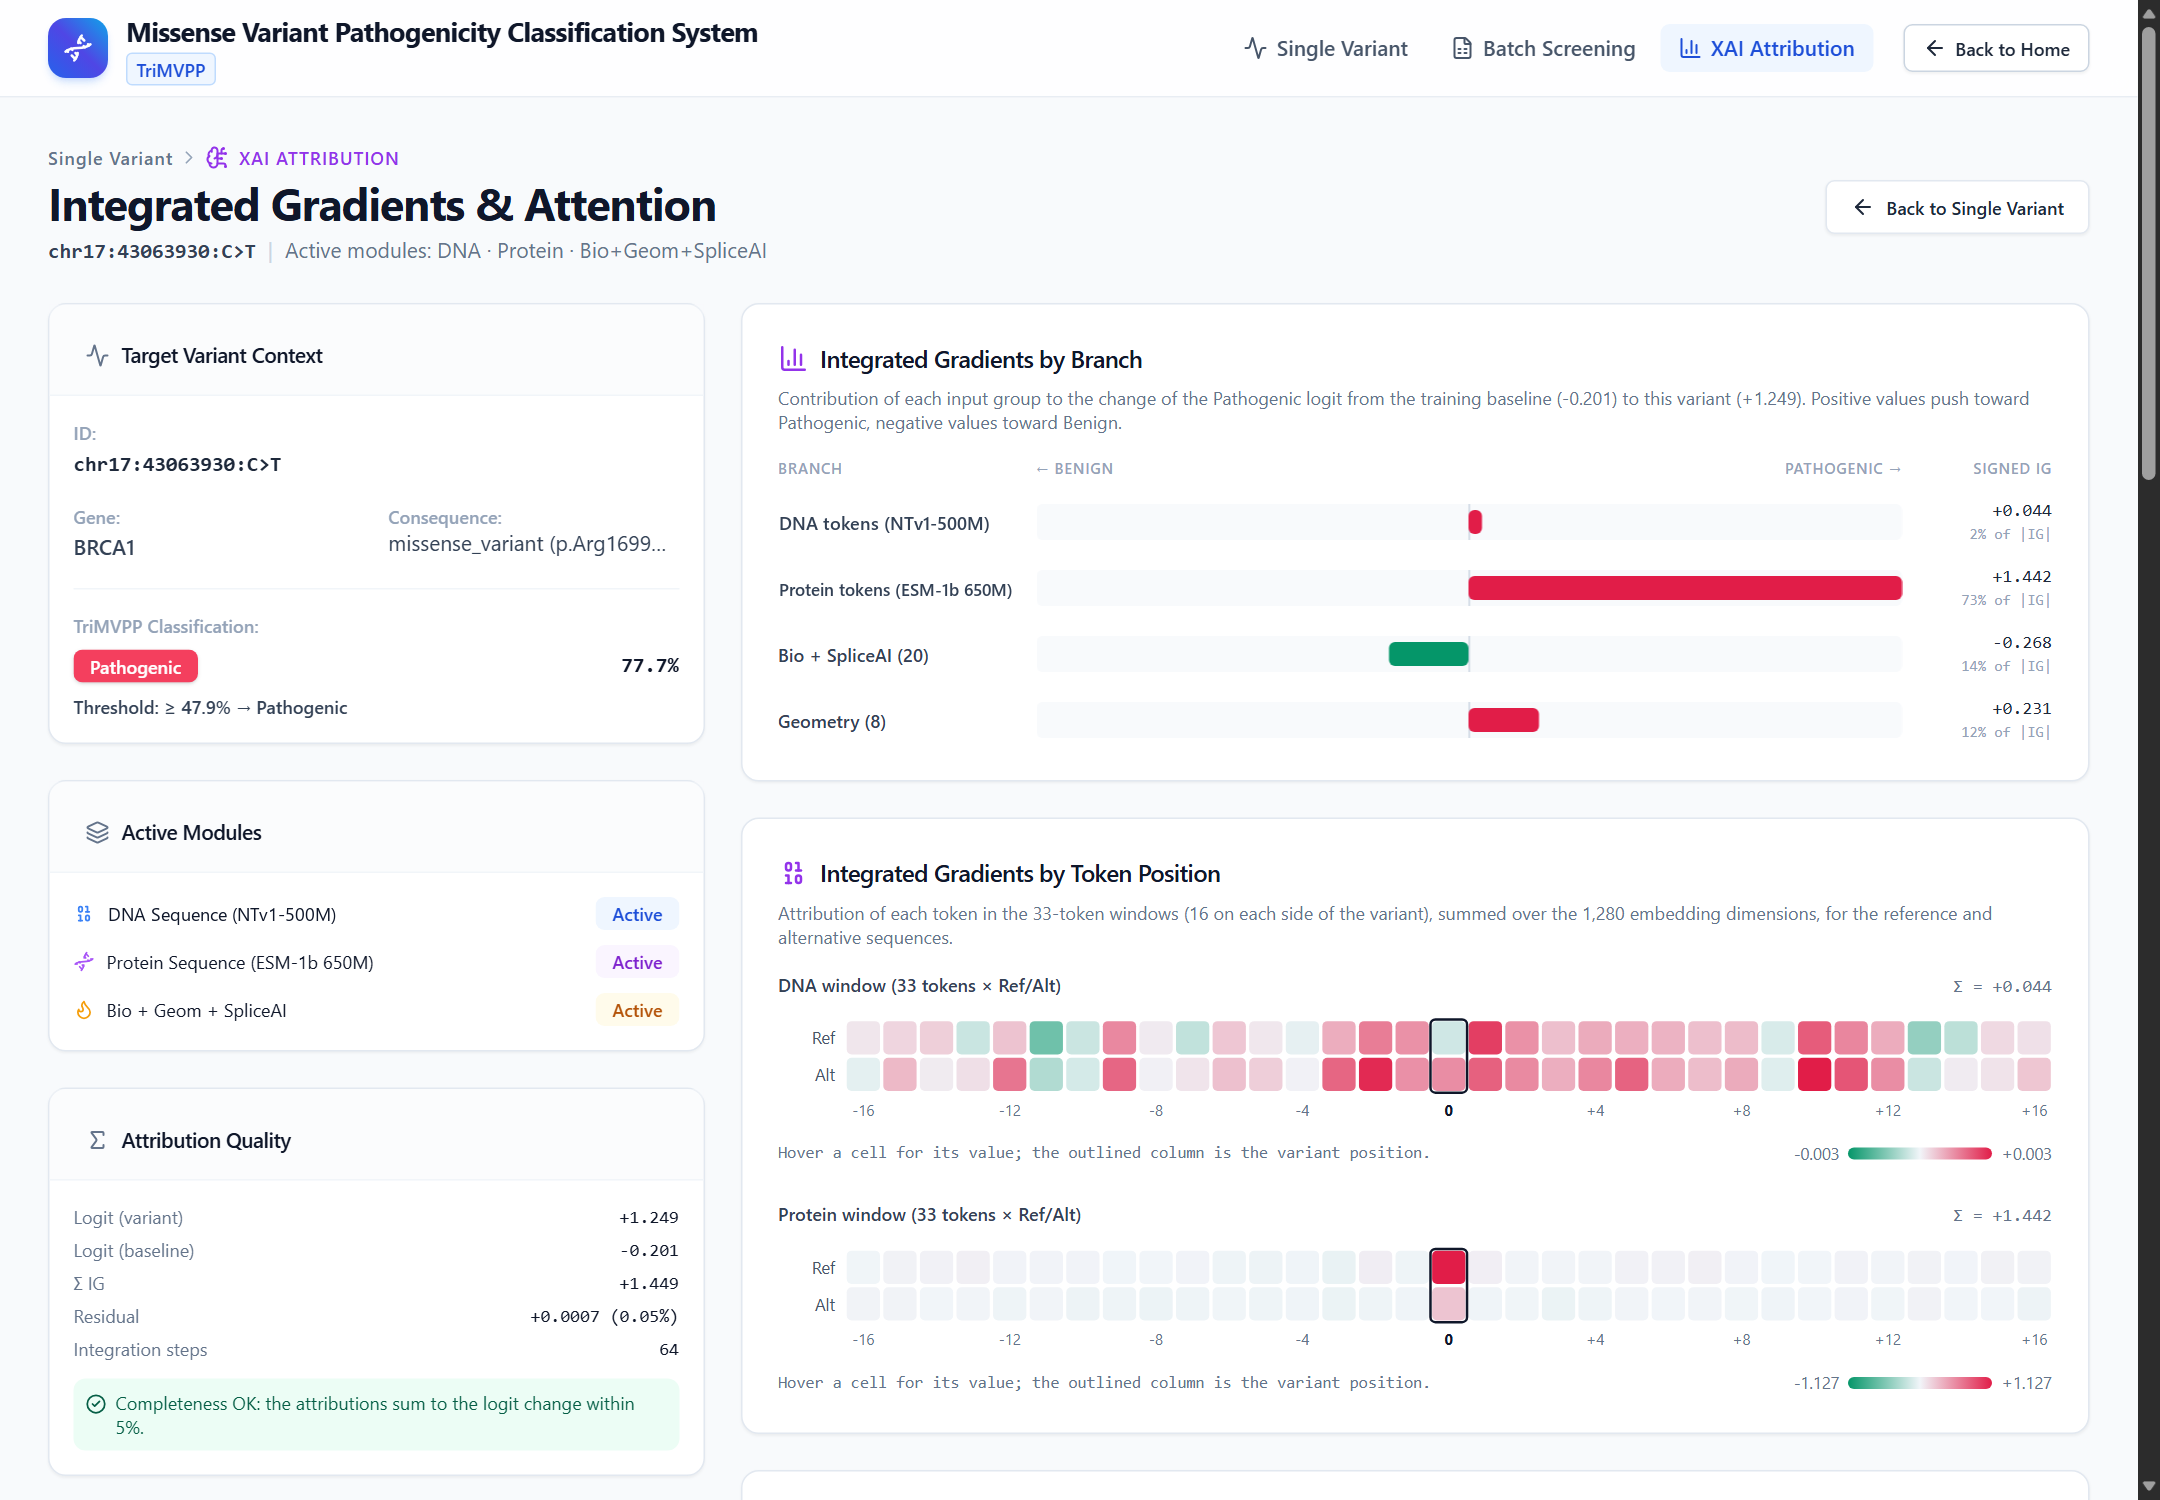 Missense Variant Pathogenicity Classification System
TriMVPP
Single Variant
Batch Screening
XAI Attribution
← Back to Home
Single Variant > XAI ATTRIBUTION
Integrated Gradients & Attention
chr17:43063930:C>T | Active modules: DNA · Protein · Bio+Geom+SpliceAI
← Back to Single Variant
Target Variant Context
ID:
chr17:43063930:C>T
Gene:
BRCA1
Consequence:
missense_variant (p.Arg1699...
TriMVPP Classification:
Pathogenic 77.7%
Threshold: ≥ 47.9% → Pathogenic
Active Modules
DNA Sequence (NTv1-500M) Active
Protein Sequence (ESM-1b 650M) Active
Bio + Geom + SpliceAI Active
Attribution Quality
Logit (variant) +1.249
Logit (baseline) -0.201
Σ IG +1.449
Residual +0.0007 (0.05%)
Integration steps 64
Completeness OK: the attributions sum to the logit change within
5%.
Integrated Gradients by Branch
Contribution of each input group to the change of the Pathogenic logit from the training baseline (-0.201) to this variant (+1.249). Positive values push toward
Pathogenic, negative values toward Benign.
BRANCH ← BENIGN PATHOGENIC → SIGNED IG
DNA tokens (NTv1-500M) +0.044
2% of |IG|
Protein tokens (ESM-1b 650M) +1.442
73% of |IG|
Bio + SpliceAI (20) -0.268
14% of |IG|
Geometry (8) +0.231
12% of |IG|
Integrated Gradients by Token Position
Attribution of each token in the 33-token windows (16 on each side of the variant), summed over the 1,280 embedding dimensions, for the reference and
alternative sequences.
DNA window (33 tokens × Ref/Alt) Σ = +0.044
Ref
Alt
-16 -12 -8 -4 0 +4 +8 +12 +16
Hover a cell for its value; the outlined column is the variant position. -0.003 +0.003
Protein window (33 tokens × Ref/Alt) Σ = +1.442
Ref
Alt
-16 -12 -8 -4 0 +4 +8 +12 +16
Hover a cell for its value; the outlined column is the variant position. -1.127 +1.127